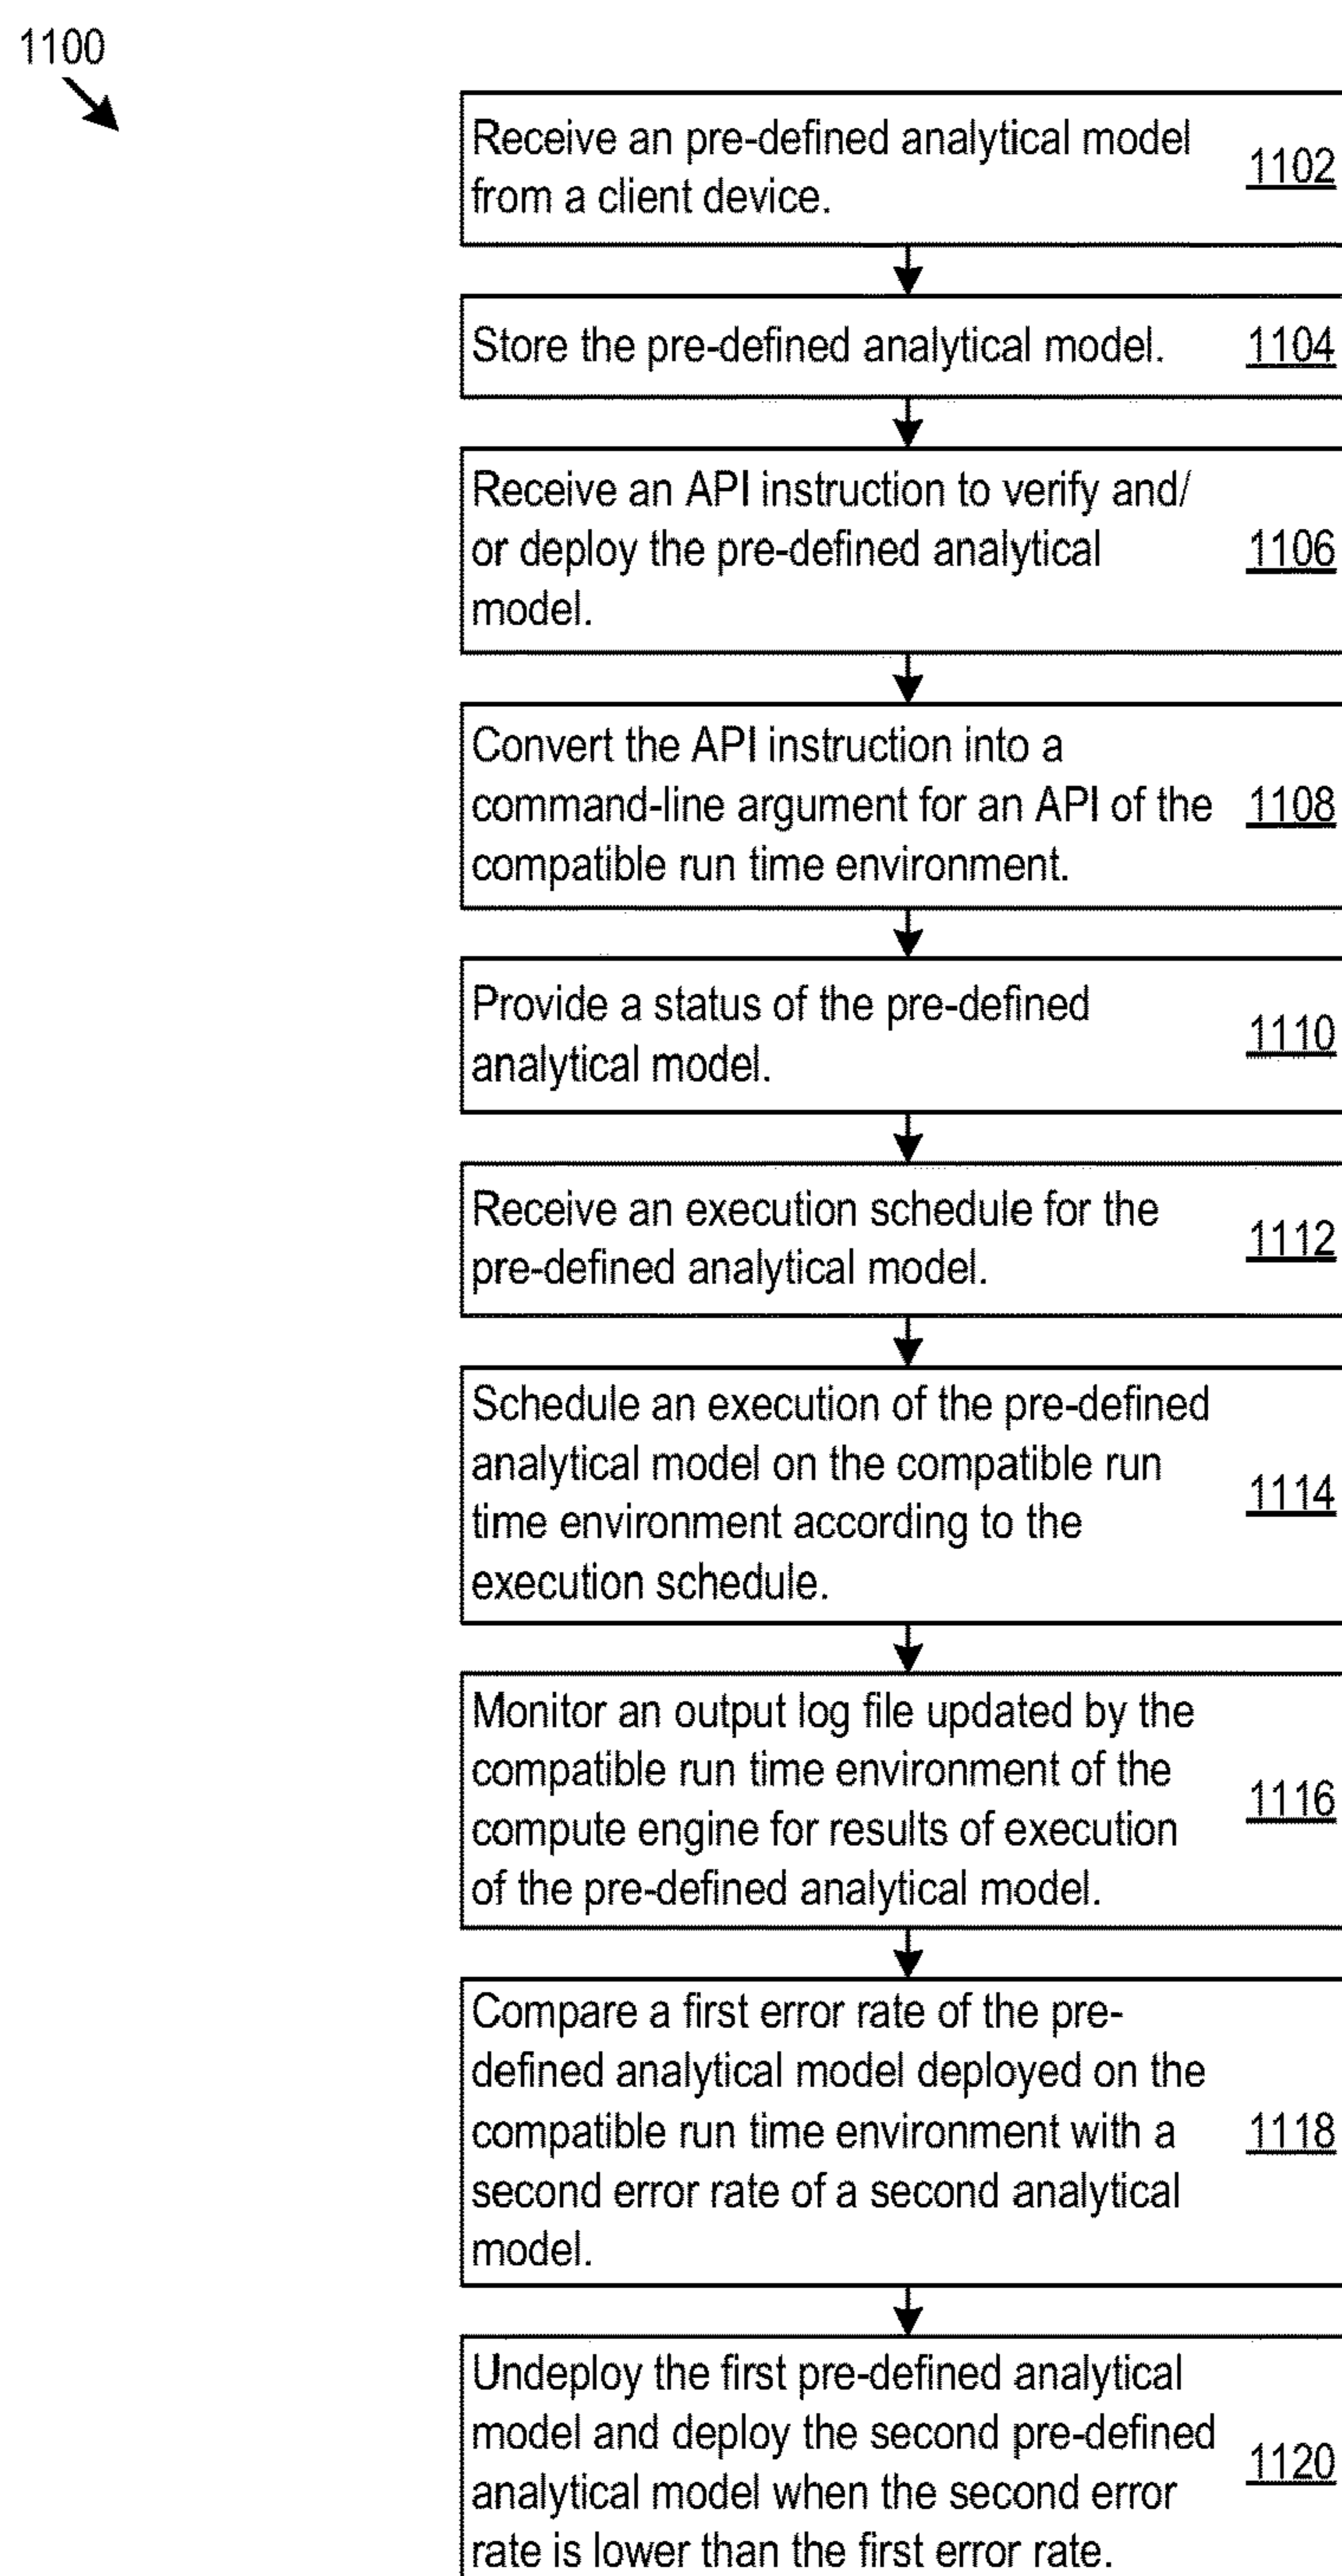 1100
Receive an pre-defined analytical model
from a client device.
1102
Store the pre-defined analytical model.
1104
Receive an API instruction to verify and/
or deploy the pre-defined analytical
model.
1106
Convert the API instruction into a
command-line argument for an API of the
compatible run time environment.
1108
Provide a status of the pre-defined
analytical model.
1110
Receive an execution schedule for the
pre-defined analytical model.
1112
Schedule an execution of the pre-defined
analytical model on the compatible run
time environment according to the
execution schedule.
1114
Monitor an output log file updated by the
compatible run time environment of the
compute engine for results of execution
of the pre-defined analytical model.
1116
Compare a first error rate of the pre-
defined analytical model deployed on the
compatible run time environment with a
second error rate of a second analytical
model.
1118
Undeploy the first pre-defined analytical
model and deploy the second pre-defined
analytical model when the second error
rate is lower than the first error rate.
1120